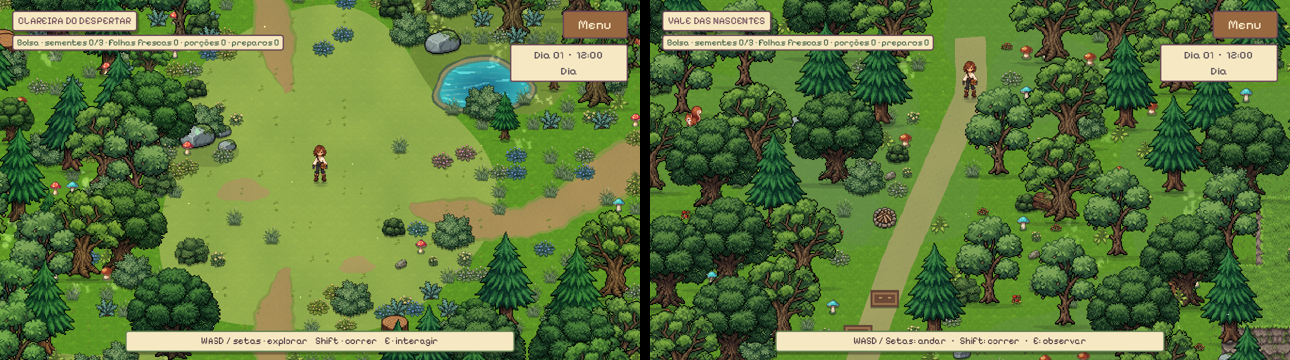 CLAREIRA DO DESPERTAR
Menu
Bolsa · sementes 0/3 · Folhas frescas 0 · porções 0 · preparos 0
Dia 01 · 12:00
Dia
WASD / setas · explorar Shift · correr E · interagir
VALE DAS NASCENTES
Menu
Bolsa · sementes 0/3 · Folhas frescas 0 · porções 0 · preparos 0
Dia 01 · 12:00
Dia
WASD / Setas: andar · Shift: correr · E: observar